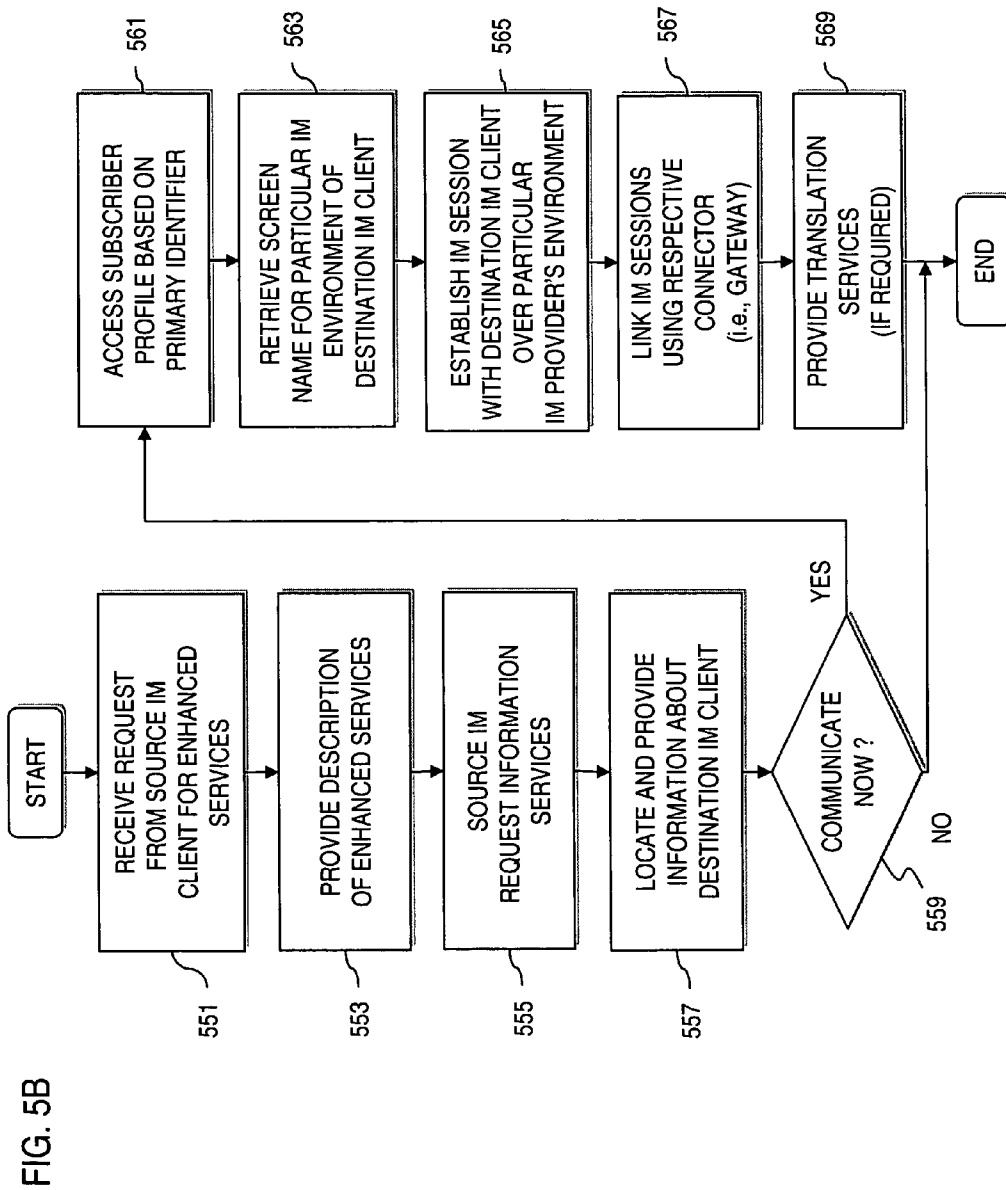 FIG. 5B
START
RECEIVE REQUEST
FROM SOURCE IM
CLIENT FOR ENHANCED
SERVICES
551
PROVIDE DESCRIPTION
OF ENHANCED SERVICES
553
SOURCE IM
REQUEST INFORMATION
SERVICES
555
LOCATE AND PROVIDE
INFORMATION ABOUT
DESTINATION IM CLIENT
557
COMMUNICATE
NOW ?
559
YES
NO
ACCESS SUBSCRIBER
PROFILE BASED ON
PRIMARY IDENTIFIER
561
RETRIEVE SCREEN
NAME FOR PARTICULAR IM
ENVIRONMENT OF
DESTINATION IM CLIENT
563
ESTABLISH IM SESSION
WITH DESTINATION IM CLIENT
OVER PARTICULAR
IM PROVIDER'S ENVIRONMENT
565
LINK IM SESSIONS
USING RESPECTIVE
CONNECTOR
(i.e., GATEWAY)
567
PROVIDE TRANSLATION
SERVICES
(IF REQUIRED)
569
END